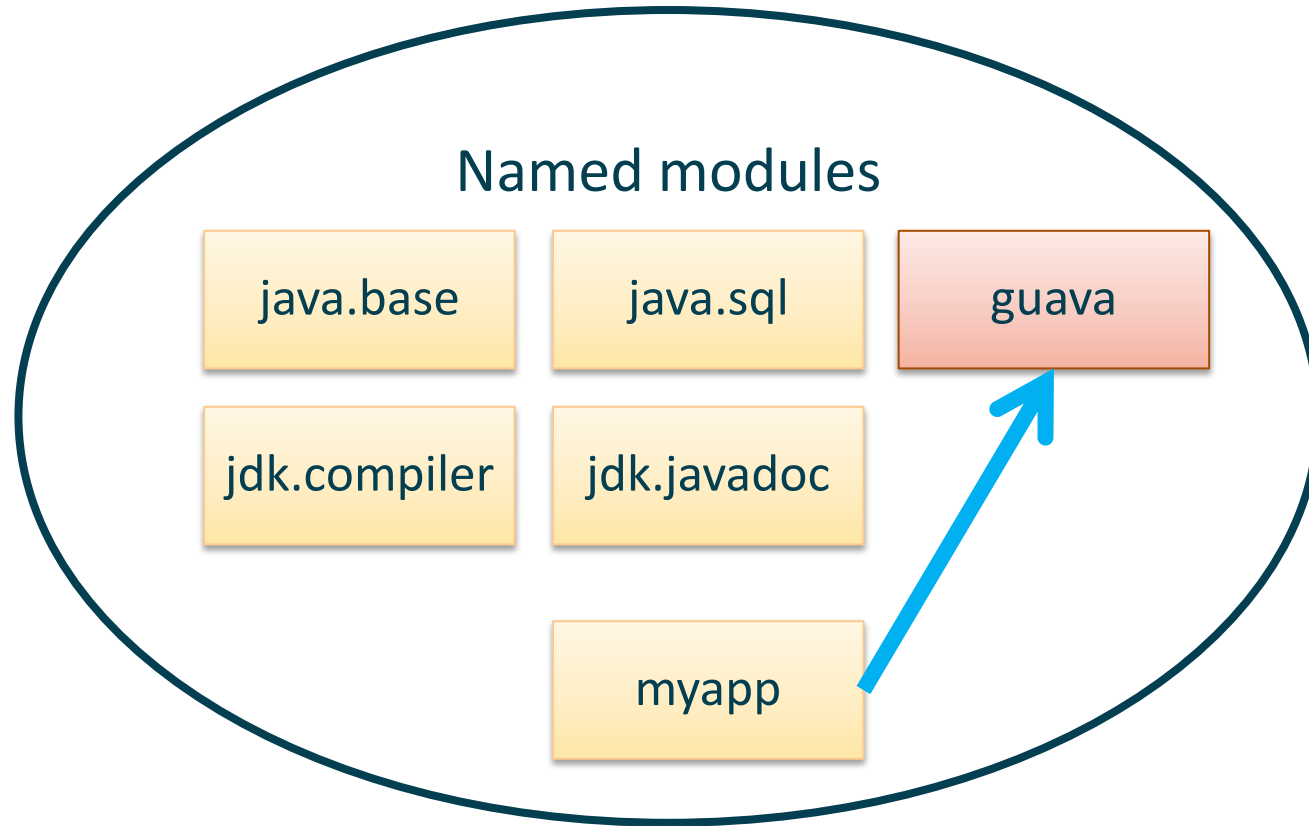 Named modules
java.base
java.sql
guava
jdk.compiler
jdk.javadoc
myapp